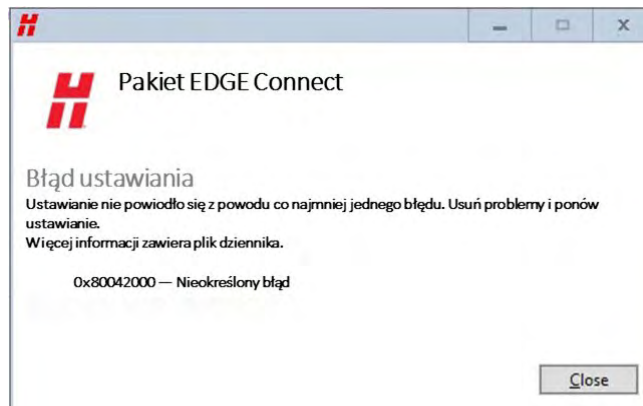 Pakiet EDGE Connect
Błąd ustawiania
Ustawianie nie powiodło się z powodu co najmniej jednego błędu. Usuń problemy i ponów
ustawianie.
Więcej informacji zawiera plik dziennika.
0x80042000 — Nieokreślony błąd
Close